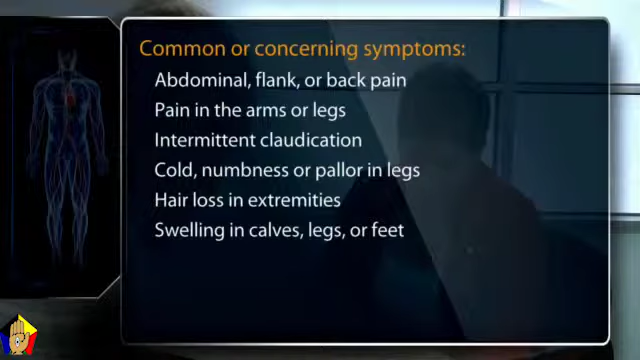 Common or concerning symptoms:
Abdominal, flank, or back pain
Pain in the arms or legs
Intermittent claudication
Cold, numbness or pallor in legs
Hair loss in extremities
Swelling in calves, legs, or feet